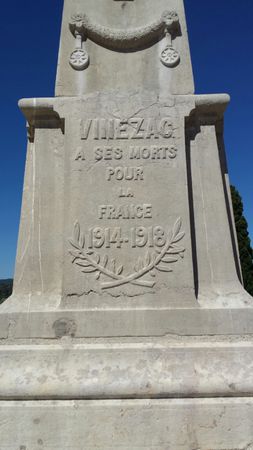 VINEZAC
A SES MORTS
POUR
LA
FRANCE
1914-1918